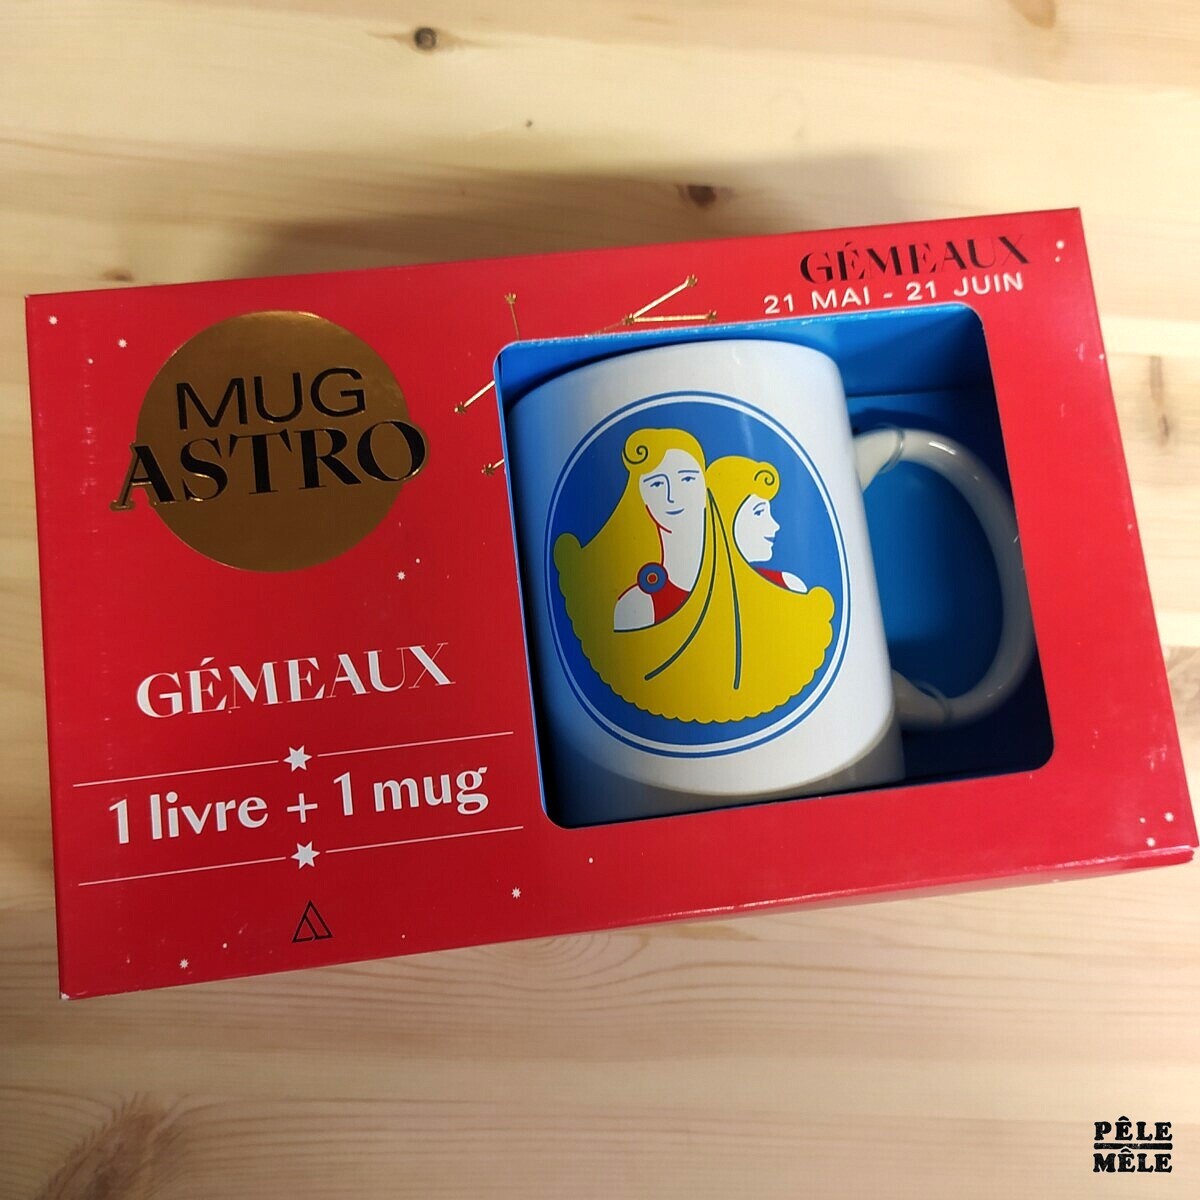 GÉMEAUX
21 MAI - 21 JUIN
MUG
ASTRO
GÉMEAUX
1 livre + 1 mug
PÊLE
MÊLE